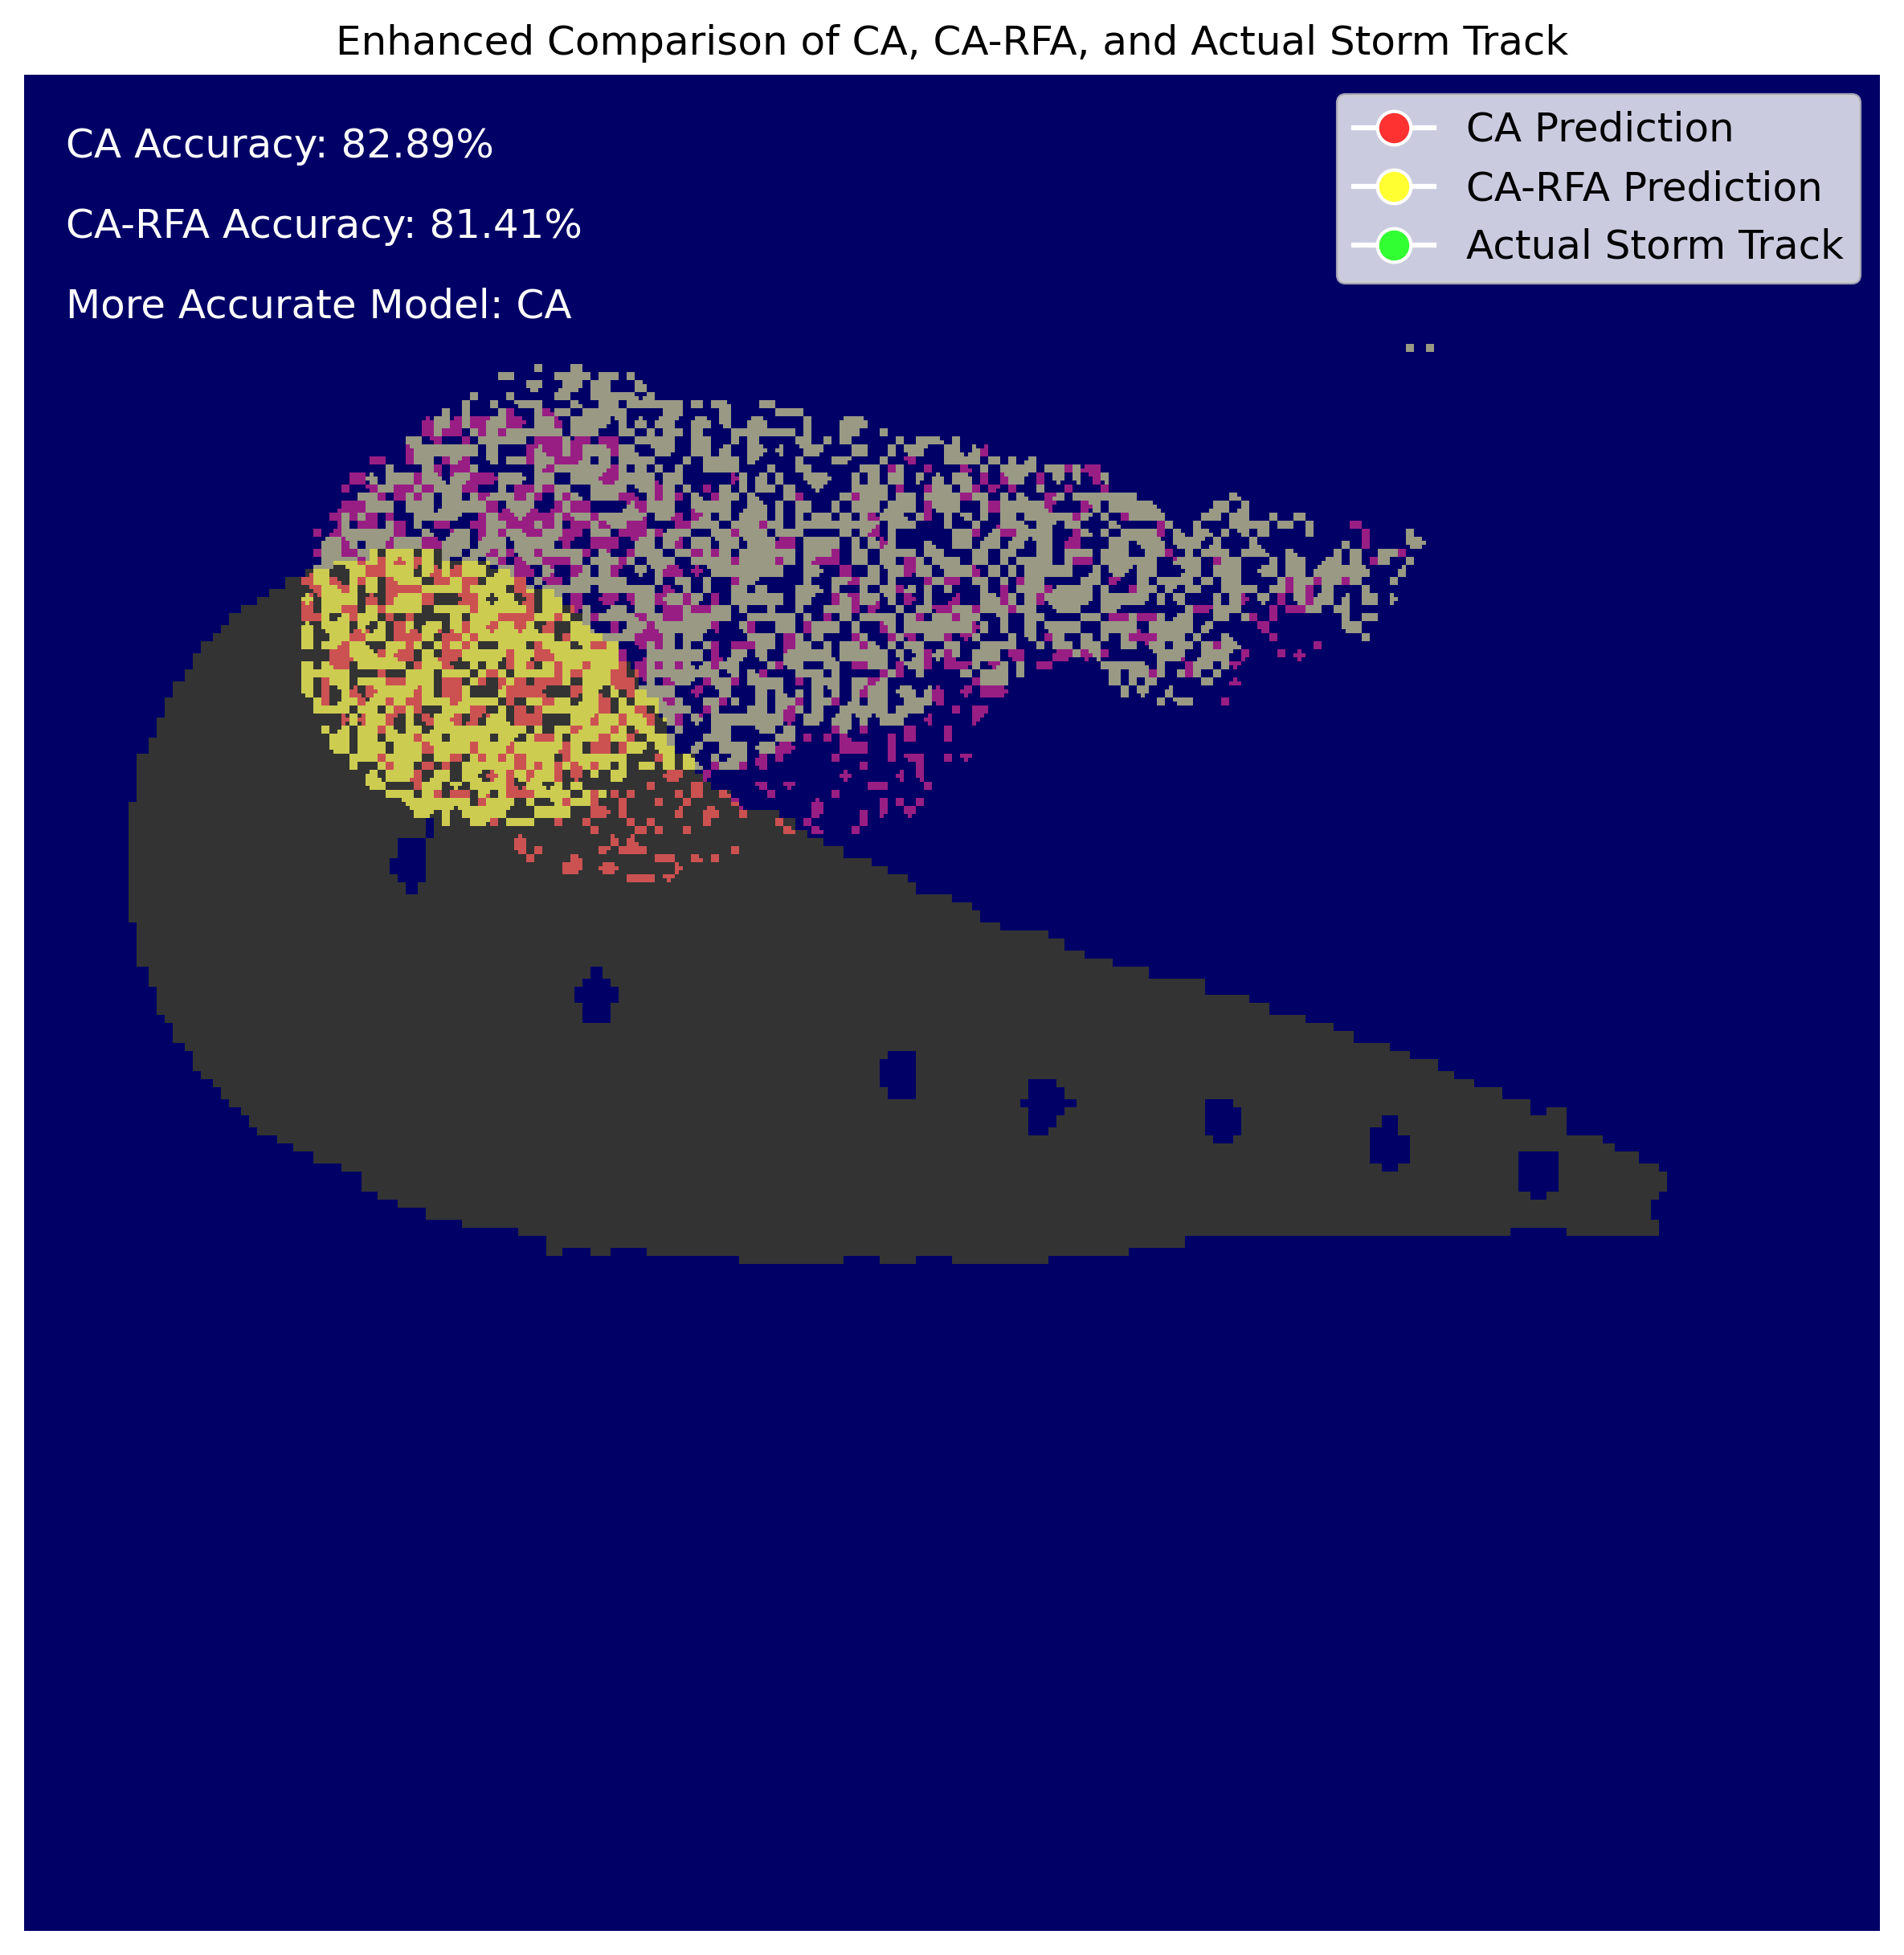 Enhanced Comparison of CA, CA-RFA, and Actual Storm Track
CA Accuracy: 82.89%
CA-RFA Accuracy: 81.41%
More Accurate Model: CA
CA Prediction
CA-RFA Prediction
Actual Storm Track